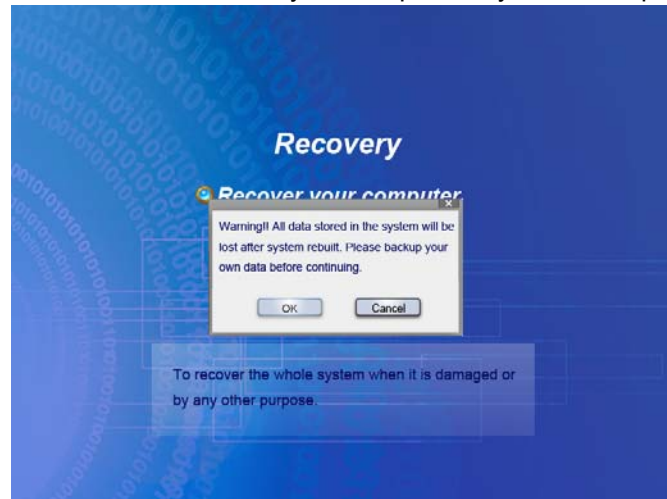 Recovery
Recover your computer
Warning!! All data stored in the system will be
lost after system rebuilt. Please backup your
own data before continuing.
OK Cancel
To recover the whole system when it is damaged or
by any other purpose.